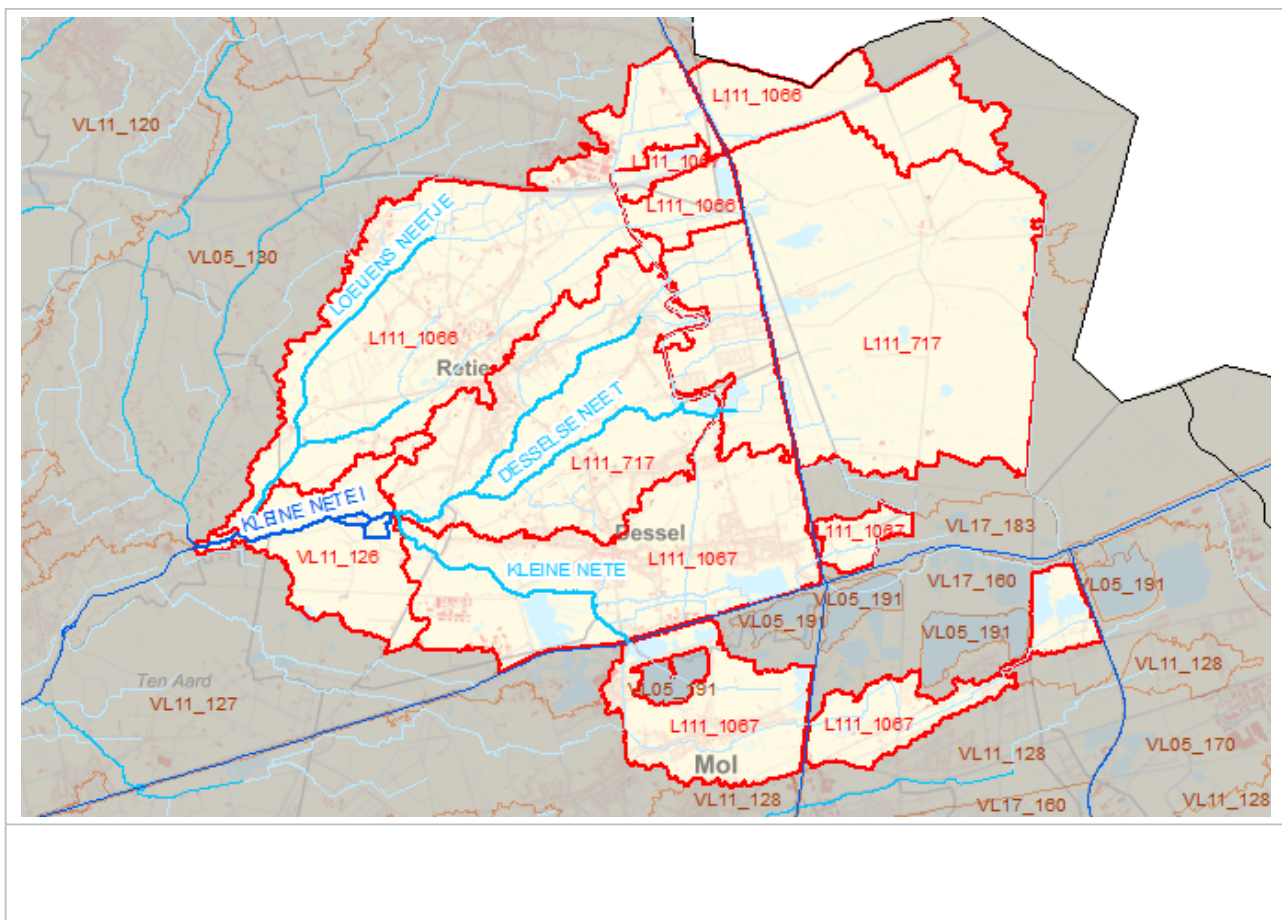 L111_1066
VL11_120
L111_1067
L111_1066
LOEIJENS NEETJE
VL05_130
L111_1066
L111_717
Retie
DESSELSE NEET
L111_717
KLEINE NETE I
VL11_126
Dessel
L111_1067
L111_1067
VL17_183
KLEINE NETE
VL17_160
VL05_191
VL05_191
VL05_191
VL05_191
Ten Aard
VL11_127
VL05_191
VL11_128
L111_1067
L111_1067
VL11_128
VL05_170
Mol
VL11_128
VL17_160
VL11_128